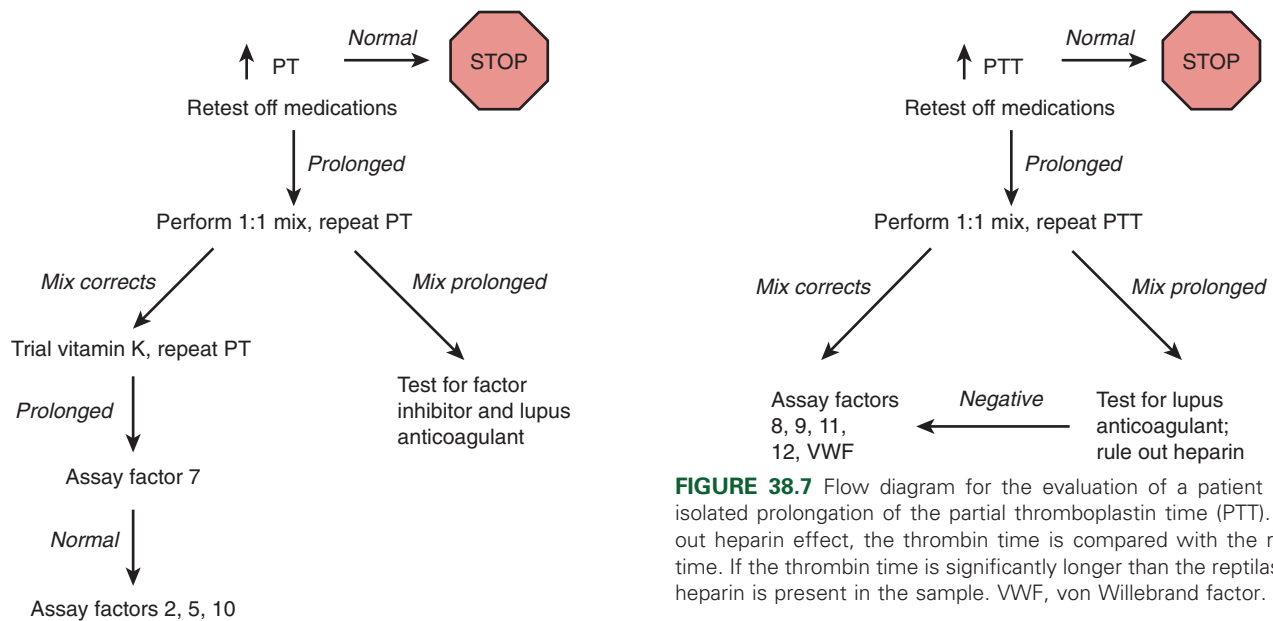 PT
Normal
STOP
Retest off medications
Prolonged
Perform 1:1 mix, repeat PT
Mix corrects
Mix prolonged
Trial vitamin K, repeat PT
Test for factor
inhibitor and lupus
anticoagulant
Prolonged
Assay factor 7
Normal
Assay factors 2, 5, 10
PTT
Normal
STOP
Retest off medications
Prolonged
Perform 1:1 mix, repeat PTT
Mix corrects
Mix prolonged
Assay factors
8, 9, 11,
12, VWF
Negative
Test for lupus
anticoagulant;
rule out heparin
FIGURE 38.7 Flow diagram for the evaluation of a patient
isolated prolongation of the partial thromboplastin time (PTT).
out heparin effect, the thrombin time is compared with the
time. If the thrombin time is significantly longer than the
heparin is present in the sample. VWF, von Willebrand factor.